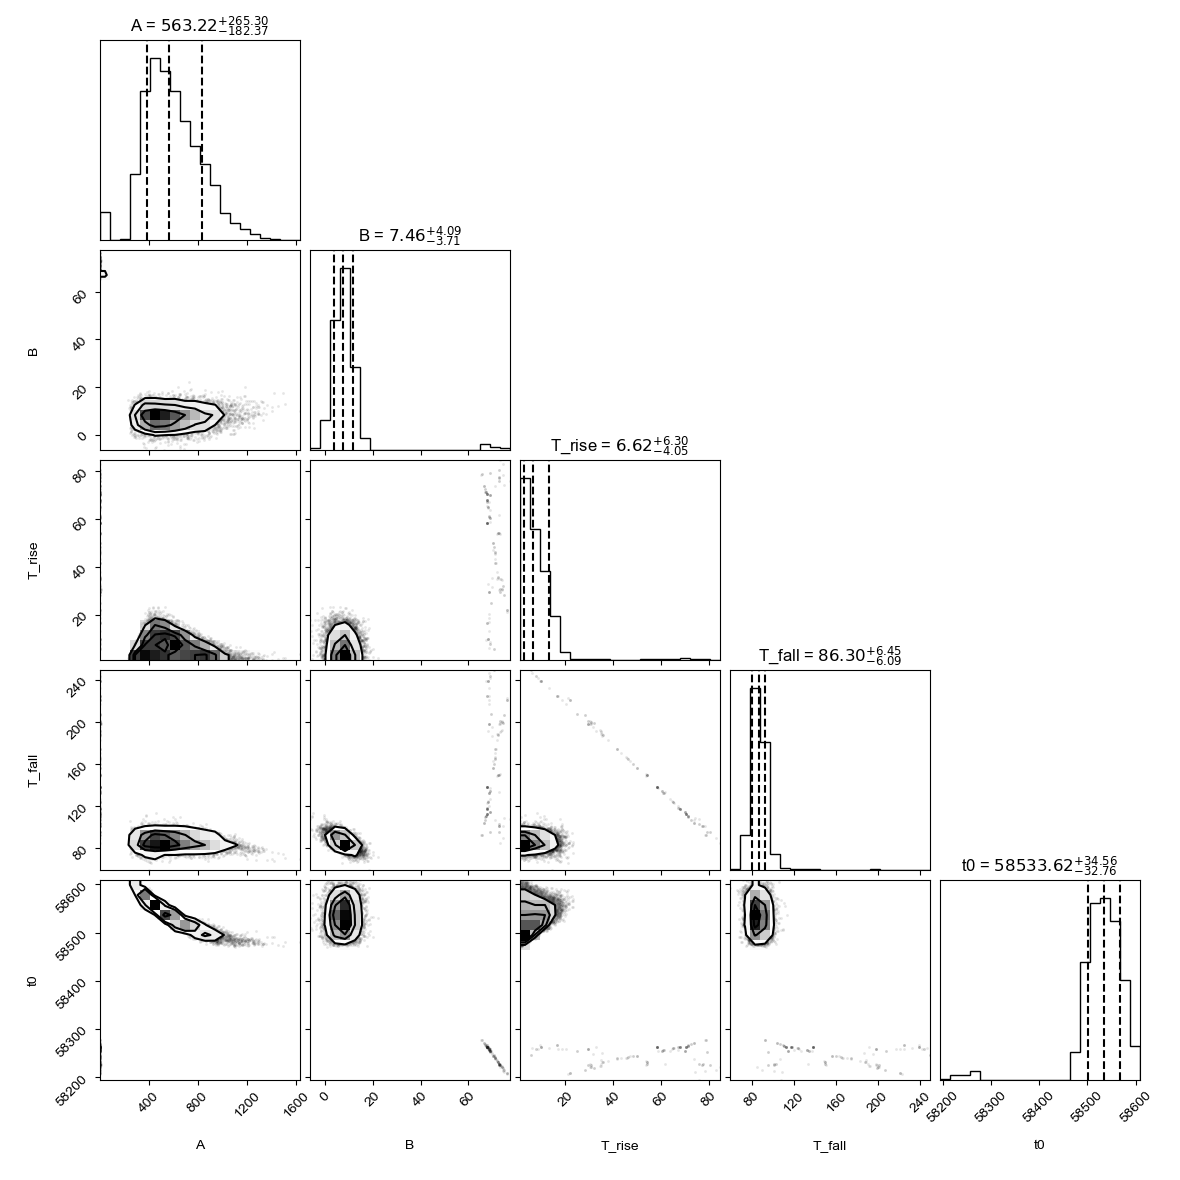 A = 563.22+265.30−182.37
B = 7.46+4.09−3.71
60
40
20
0
B
T_rise = 6.62+6.30−4.05
80
60
40
20
T_rise
T_fall = 86.30+6.45−6.09
240
200
160
120
80
T_fall
t0 = 58533.62+34.56−32.76
58600
58500
58400
58300
58200
t0
400 800 1200 1600 0 20 40 60 20 40 60 80 80 120 160 200 240 58200 58300 58400 58500 58600
A B T_rise T_fall t0